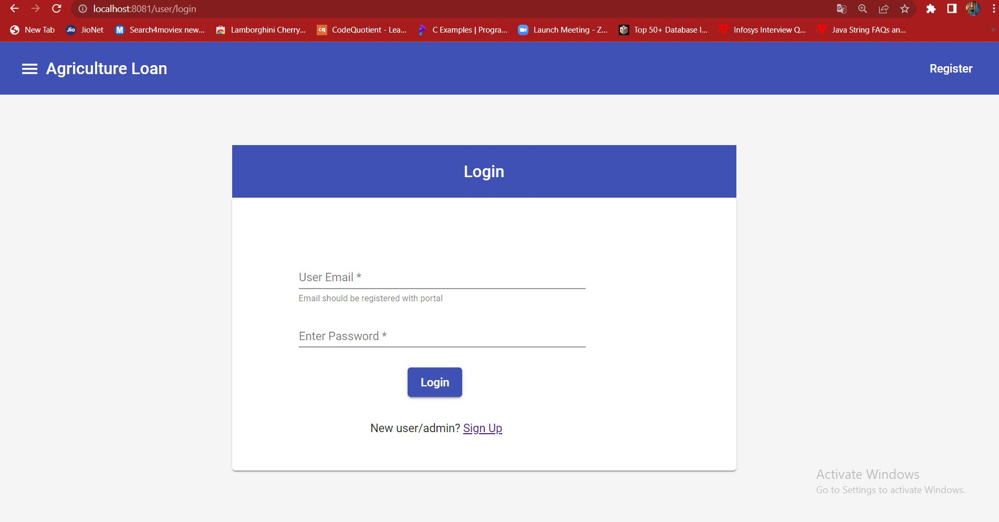 localhost:8081/user/login
New Tab JioNet Search4moviex new... Lamborghini Cherry... CodeQuotient - Lea... C Examples | Progra... Launch Meeting - Z... Top 50+ Database I... Infosys Interview Q... Java String FAQs an... »
Agriculture Loan Register
Login
User Email *
Email should be registered with portal
Enter Password *
Login
New user/admin? Sign Up
Activate Windows
Go to Settings to activate Windows.